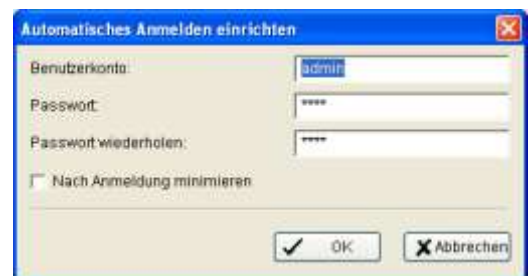 Automatisches Anmelden einrichten
Benutzerkonto: admin
Passwort: ****
Passwort wiederholen: ****
Nach Anmeldung minimieren
OK Abbrechen